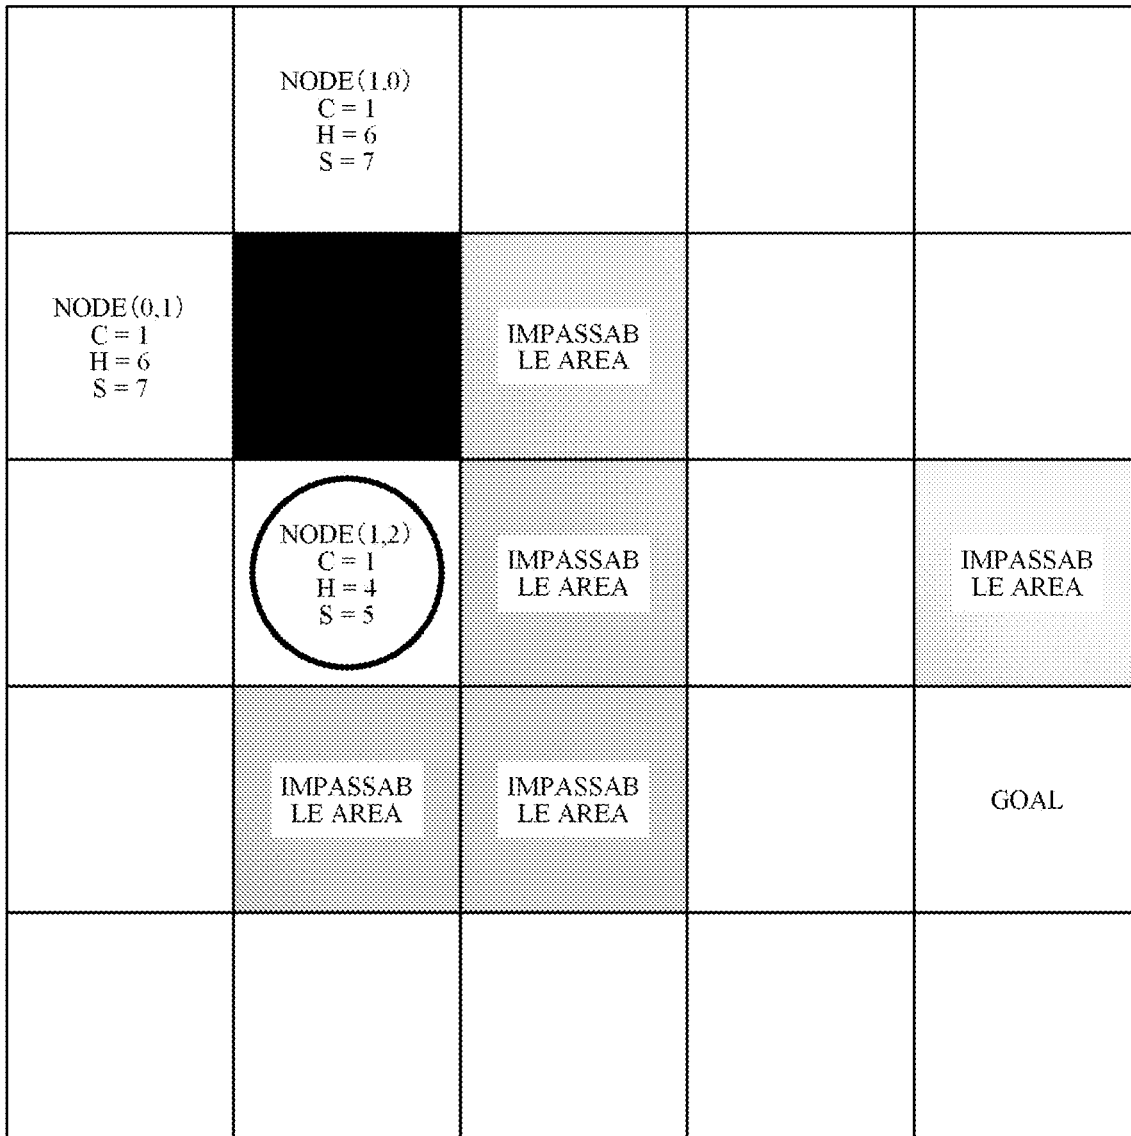 NODE(1,0)
C = 1
H = 6
S = 7
NODE(0,1)
C = 1
H = 6
S = 7
IMPASSAB
LE AREA
NODE(1,2)
C = 1
H = 4
S = 5
IMPASSAB
LE AREA
IMPASSAB
LE AREA
IMPASSAB
LE AREA
IMPASSAB
LE AREA
GOAL